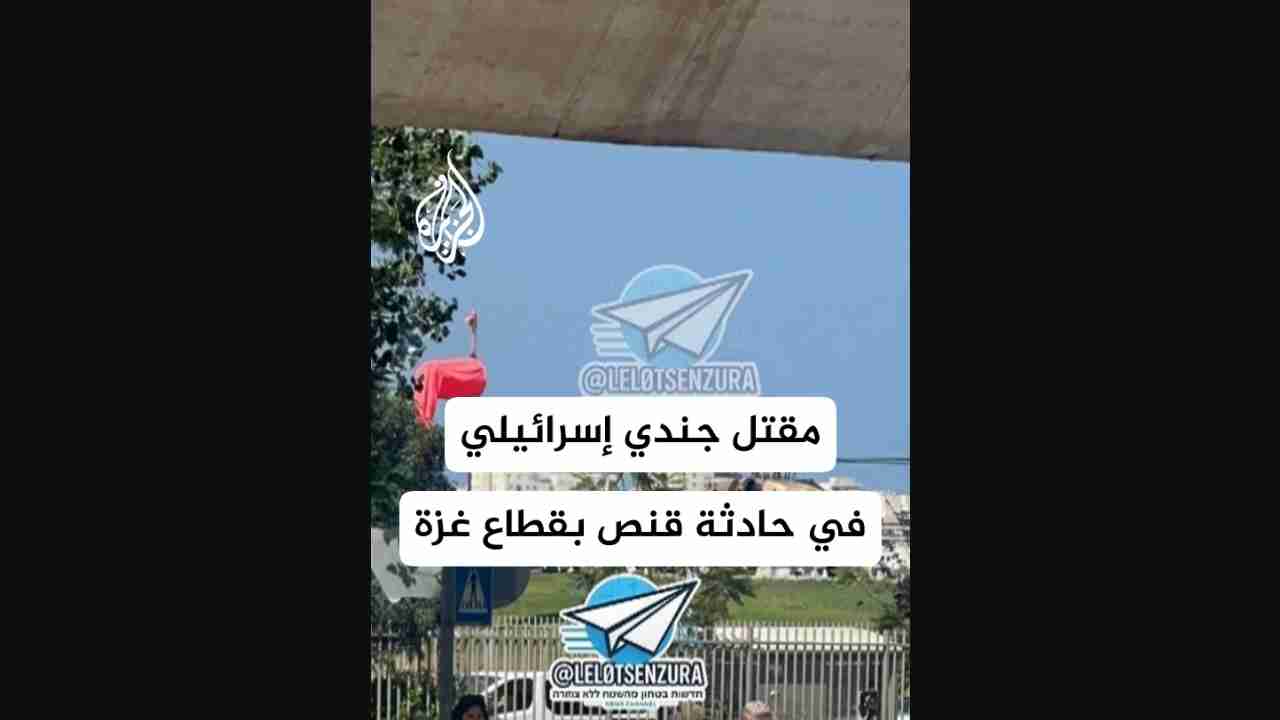 الجزيرة
@LELØTSENZURA
مقتل جندي إسرائيلي
في حادثة قنص بقطاع غزة
@LELØTSENZURA
חדשות בטחון מהשטח ללא צנזורה
NEWS CHANNEL